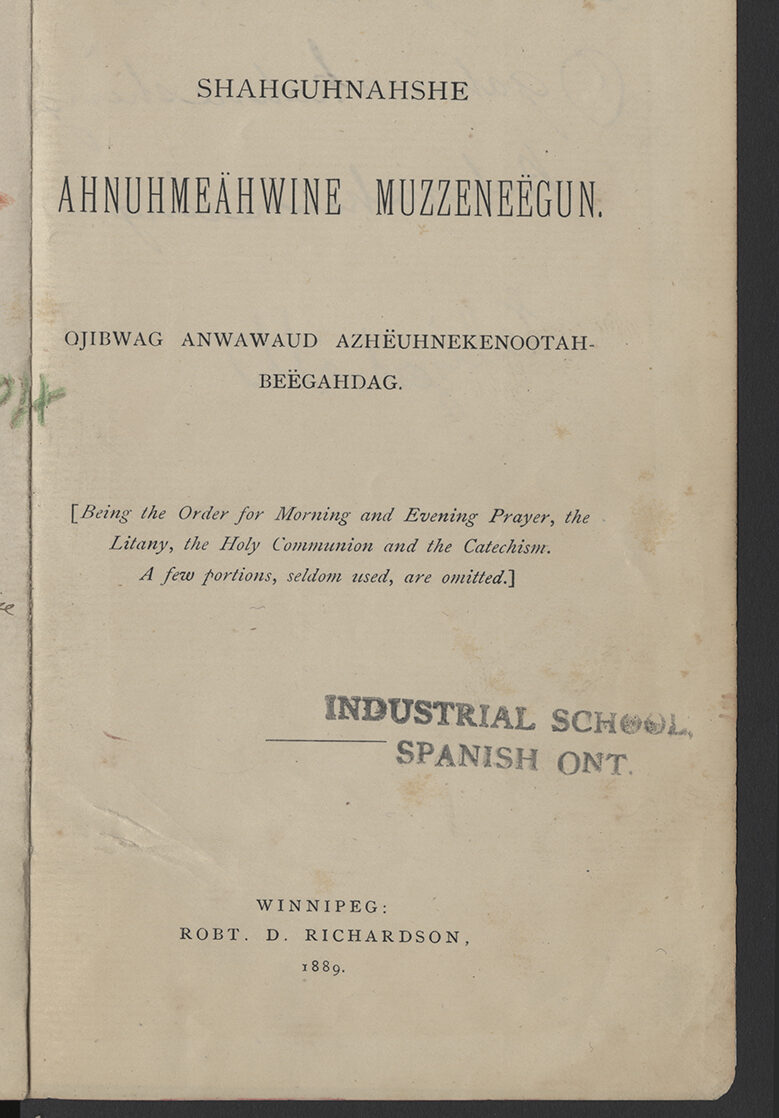 SHAHGUHNAHSHE
AHNUHMEÄHWINE MUZZENEËGUN.
OJIBWAG ANWAWAUD AZHËUHNEKENOOTAH-
BEËGAHDAG.
[Being the Order for Morning and Evening Prayer, the
Litany, the Holy Communion and the Catechism.
A few portions, seldom used, are omitted.]
INDUSTRIAL SCHOOL,
SPANISH ONT.
WINNIPEG:
ROBT. D. RICHARDSON,
1889.